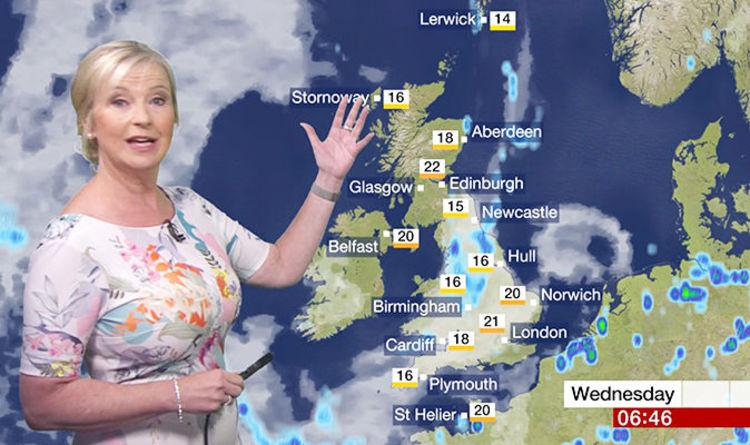 Lerwick 14
Stornoway 16
18 Aberdeen
22
Glasgow Edinburgh
15 Newcastle
Belfast 20
16 Hull
16
Birmingham
20 Norwich
21
Cardiff 18 London
16 Plymouth
St Helier 20
Wednesday
06:46